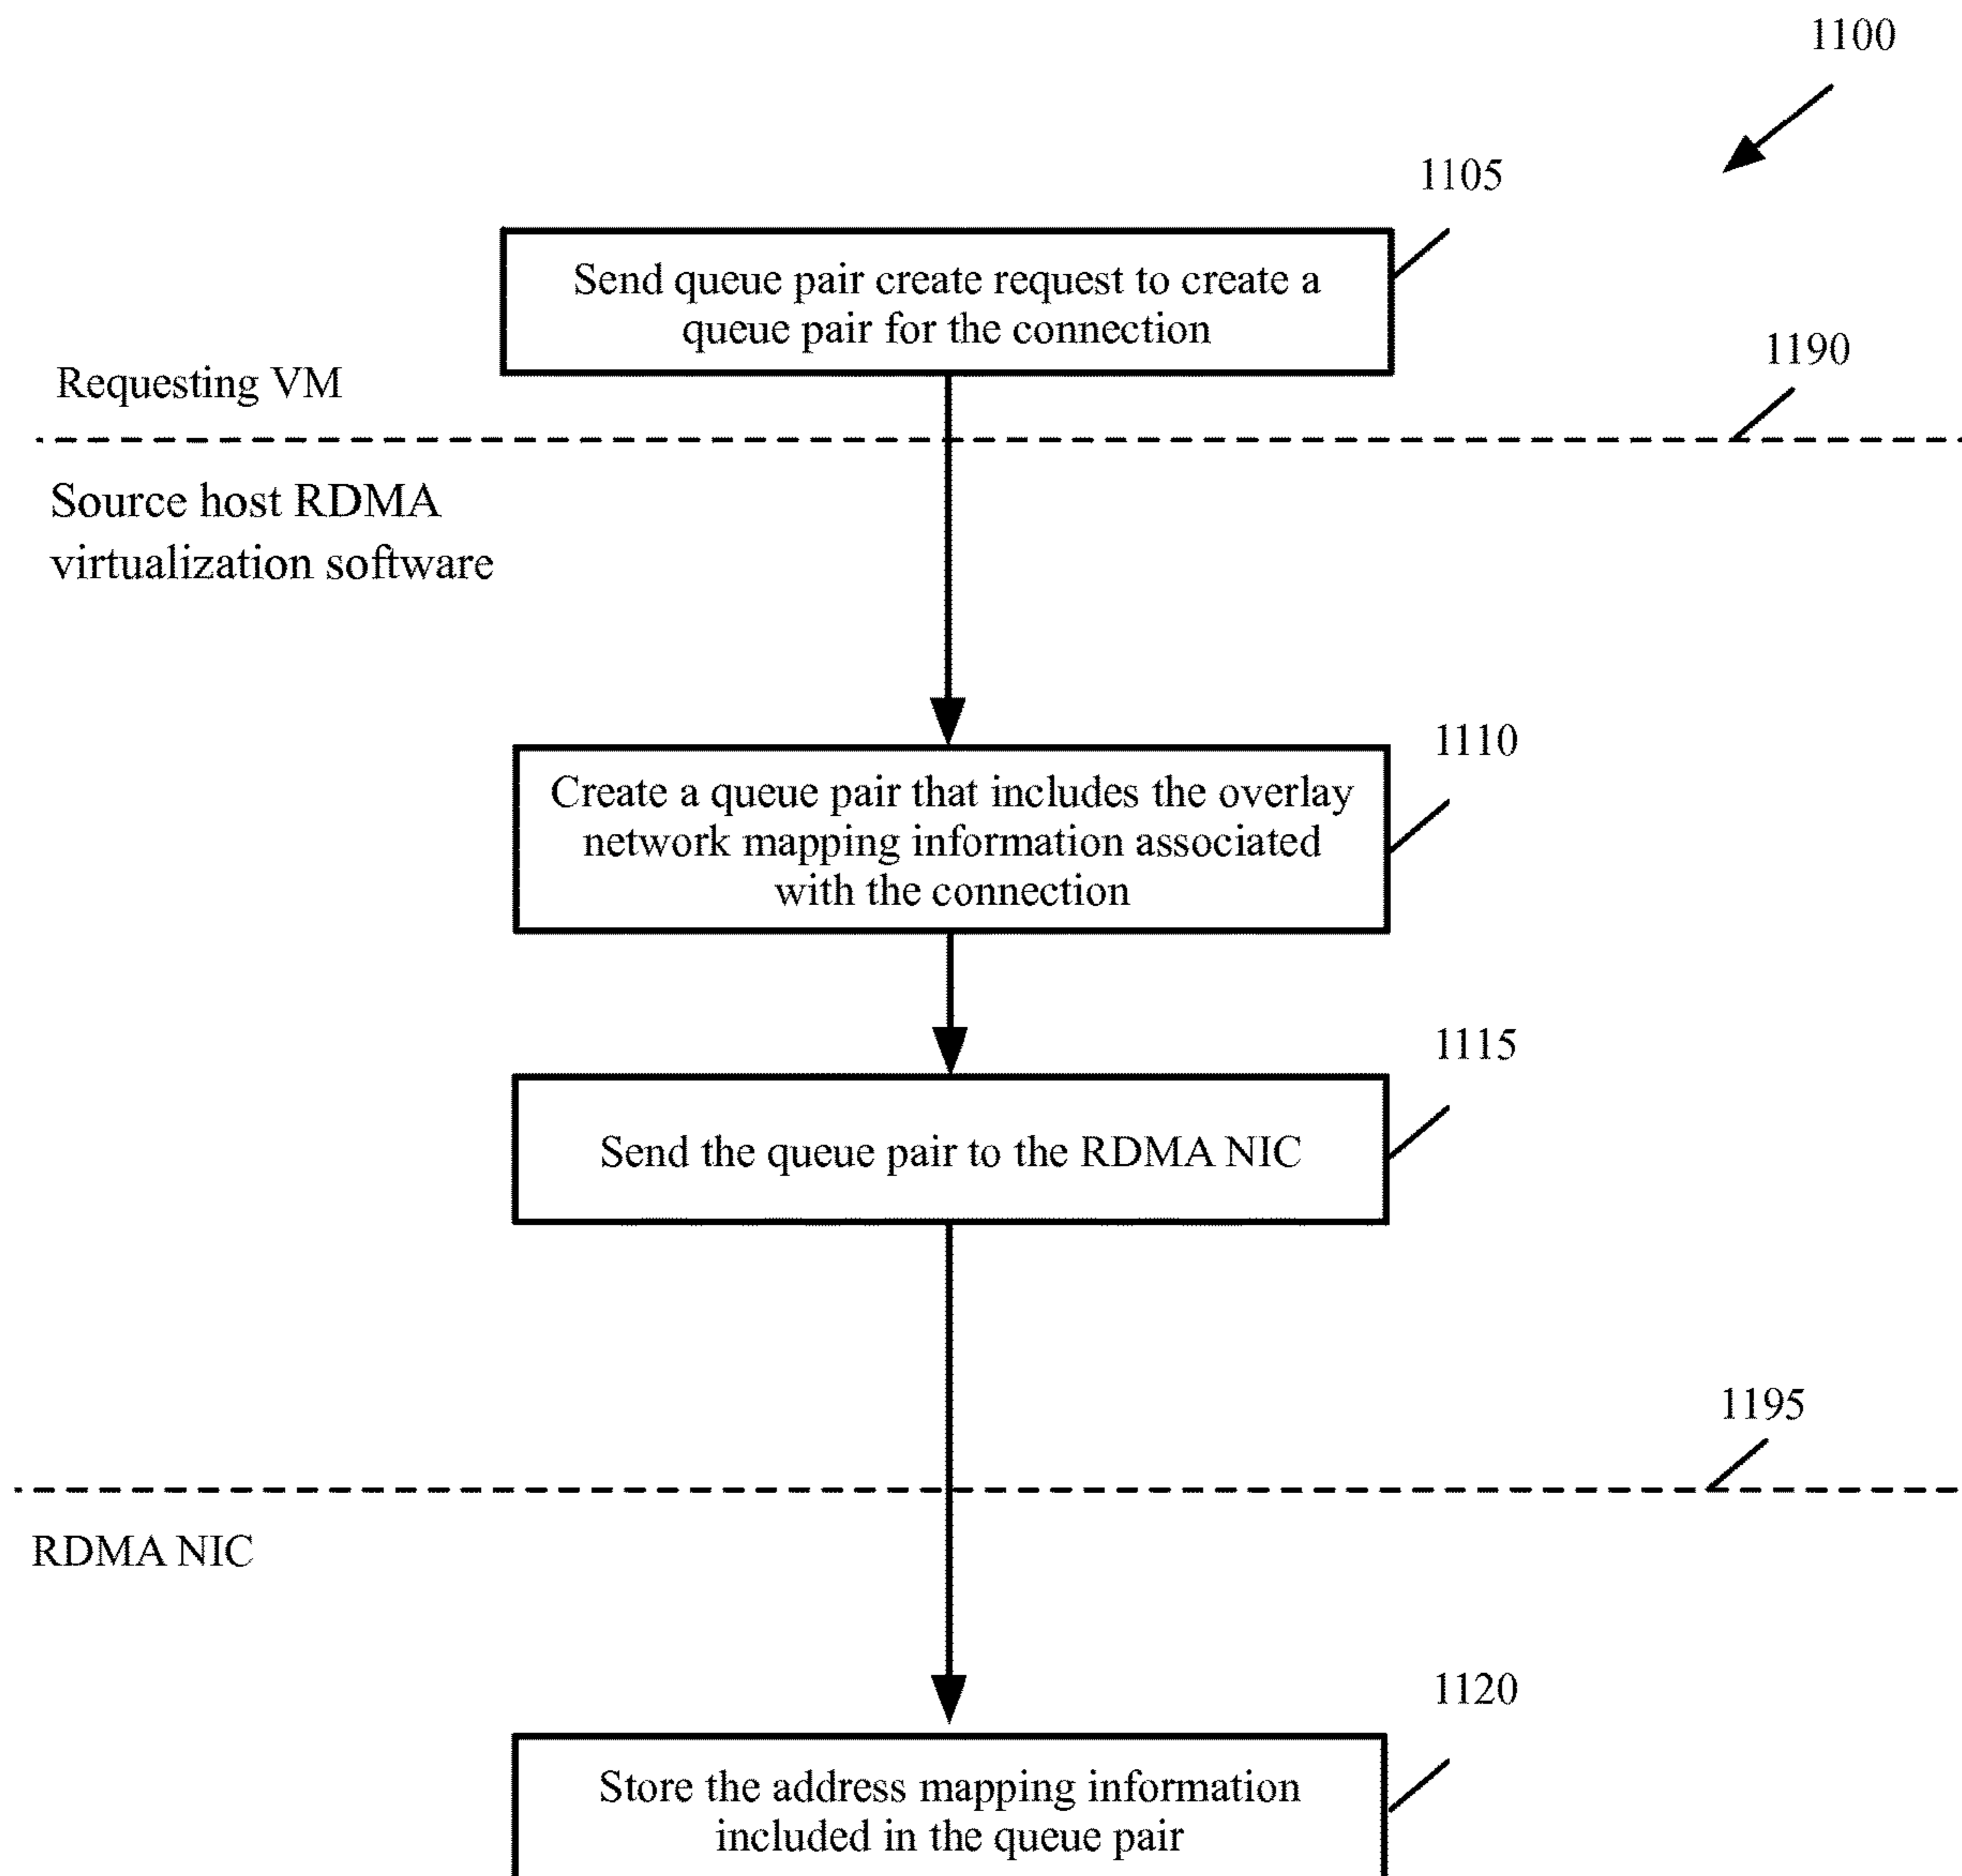 1100
1105
Send queue pair create request to create a
queue pair for the connection
1190
Requesting VM
Source host RDMA
virtualization software
1110
Create a queue pair that includes the overlay
network mapping information associated
with the connection
1115
Send the queue pair to the RDMA NIC
1195
RDMA NIC
1120
Store the address mapping information
included in the queue pair